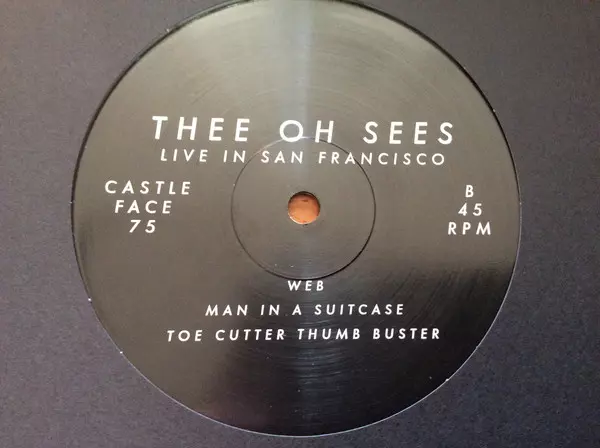 THEE OH SEES
LIVE IN SAN FRANCISCO
CASTLE
FACE
75
B
45
RPM
WEB
MAN IN A SUITCASE
TOE CUTTER THUMB BUSTER